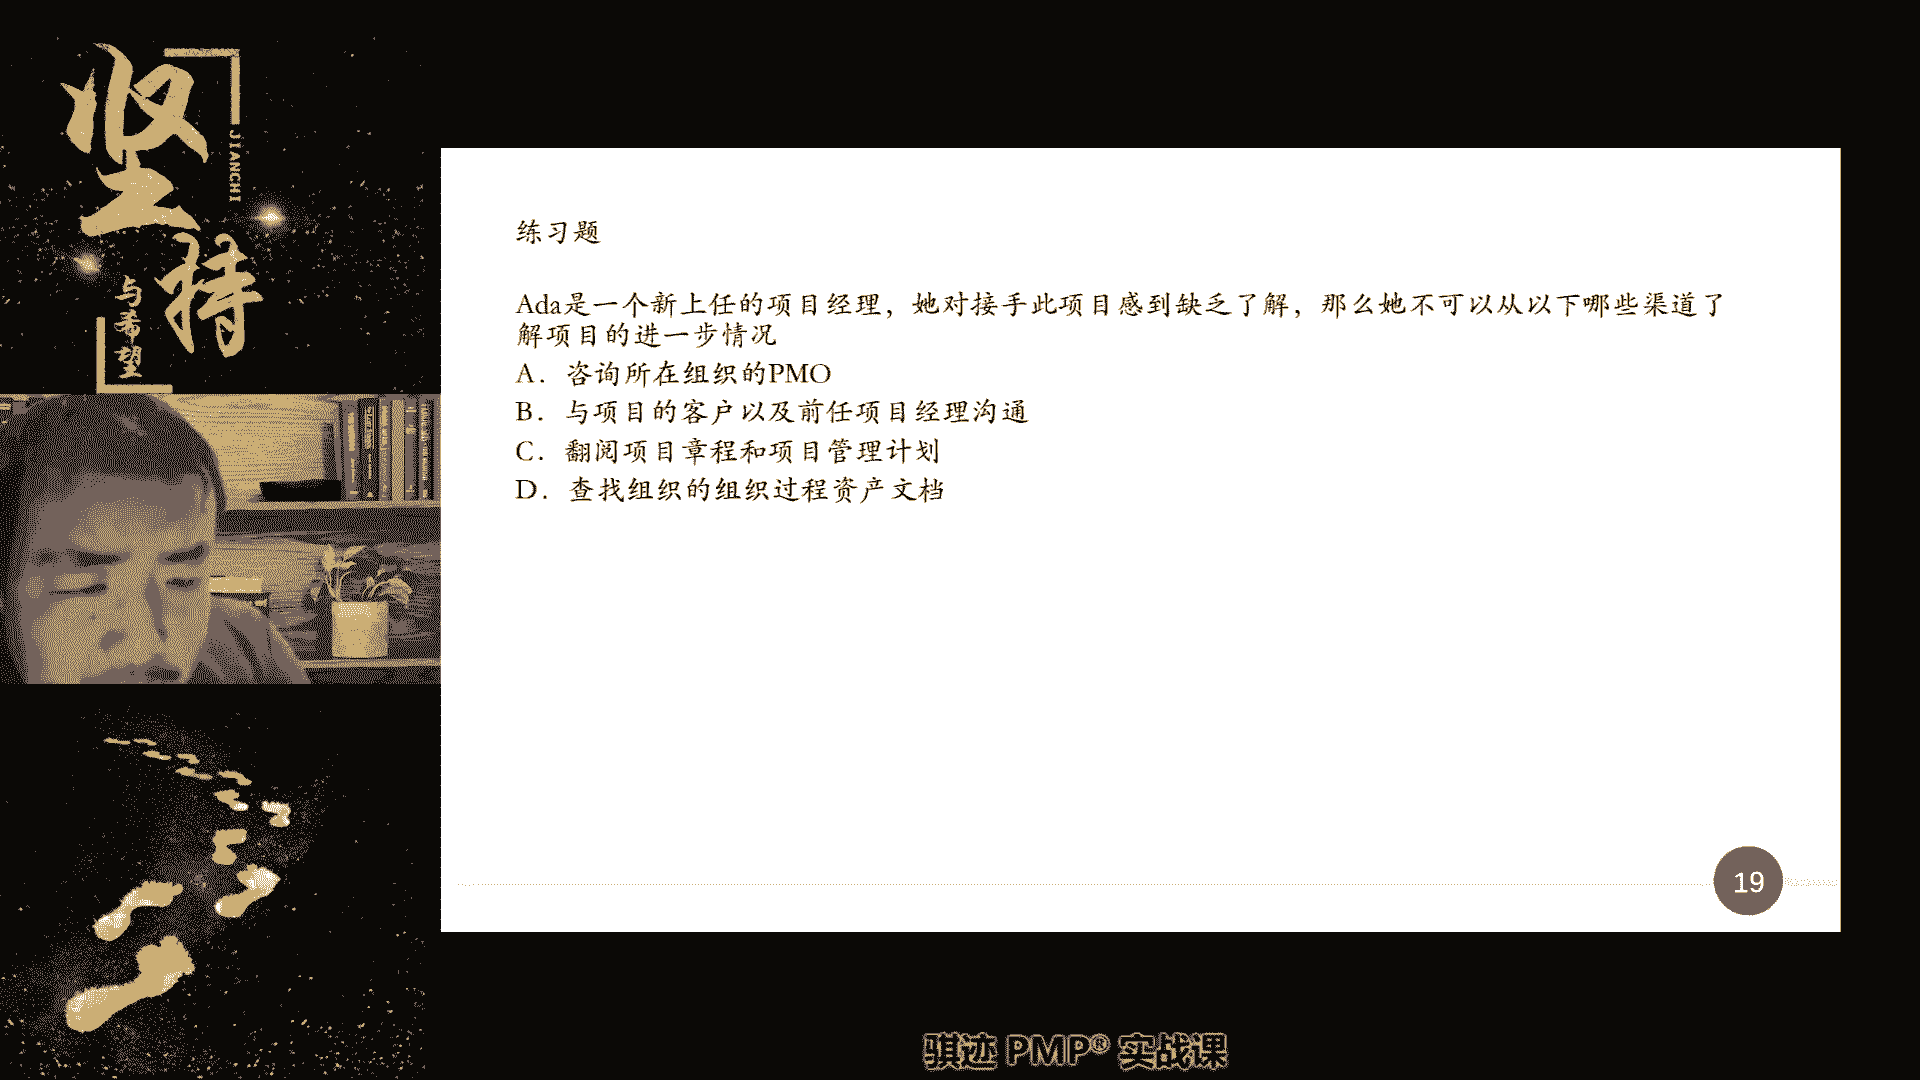 坚持
JIANCHI
与希望
练习题
Ada是一个新上任的项目经理，她对接手此项目感到缺乏了解，那么她不可以从以下哪些渠道了
解项目的进一步情况
A．咨询所在组织的PMO
B．与项目的客户以及前任项目经理沟通
C．翻阅项目章程和项目管理计划
D．查找组织的组织过程资产文档
19
骐迹 PMP® 实战课